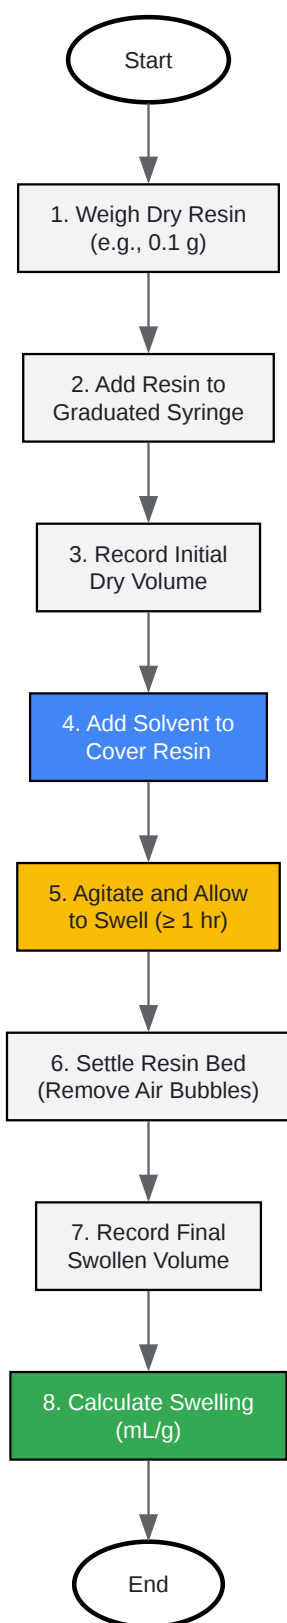 Start
1. Weigh Dry Resin
(e.g., 0.1 g)
2. Add Resin to
Graduated Syringe
3. Record Initial
Dry Volume
4. Add Solvent to
Cover Resin
5. Agitate and Allow
to Swell (≥ 1 hr)
6. Settle Resin Bed
(Remove Air Bubbles)
7. Record Final
Swollen Volume
8. Calculate Swelling
(mL/g)
End